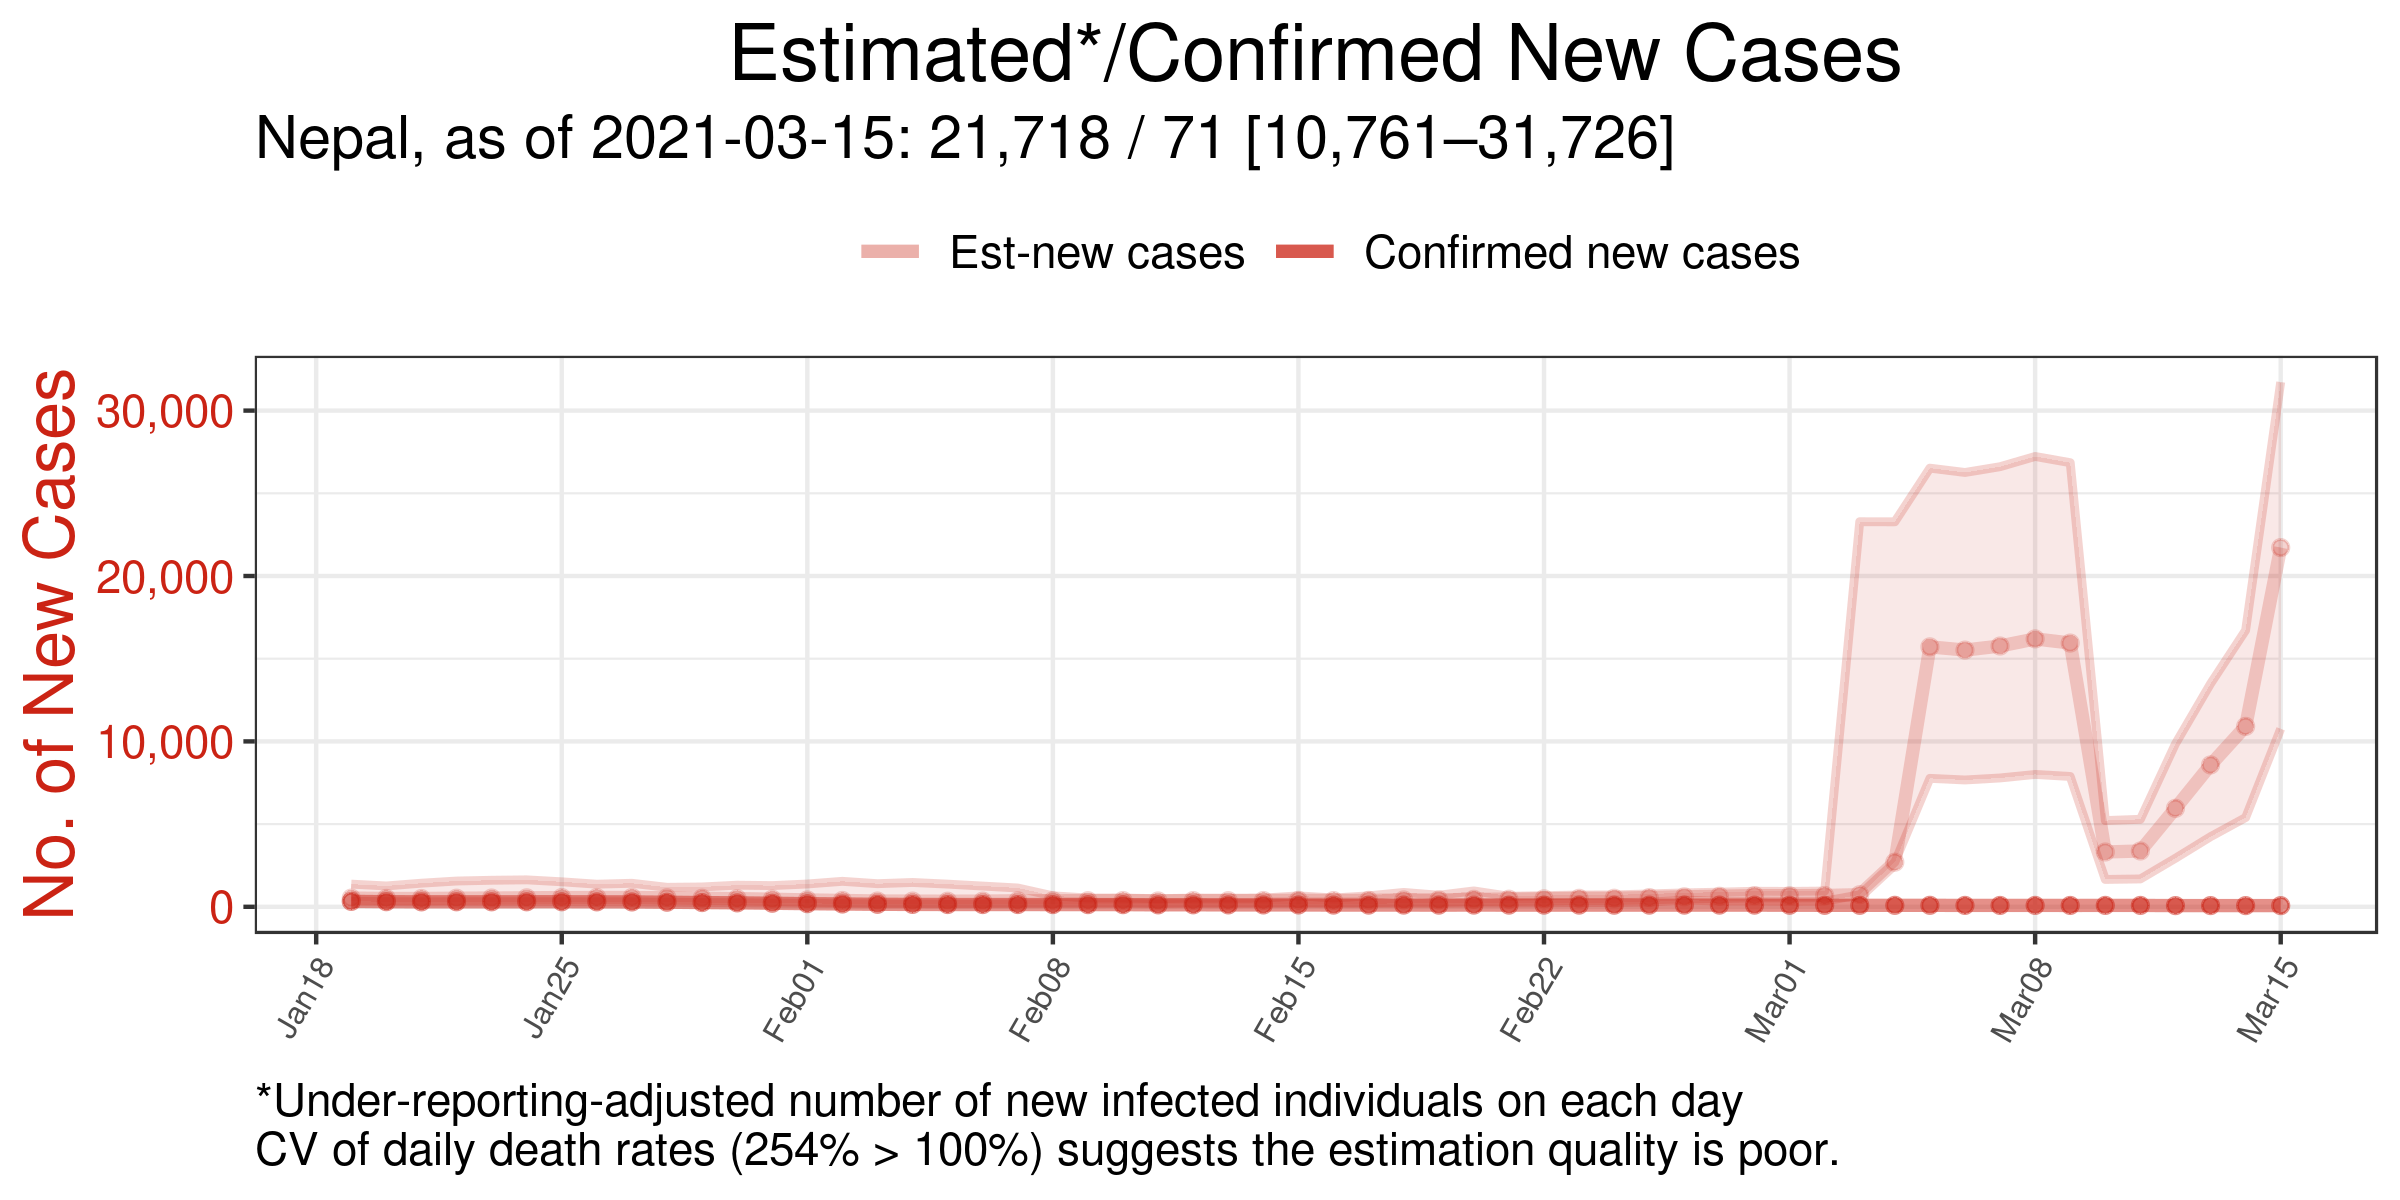 Estimated*/Confirmed New Cases
Nepal, as of 2021-03-15: 21,718 / 71 [10,761–31,726]
Est-new cases
Confirmed new cases
No. of New Cases
30,000
20,000
10,000
0
Jan18
Jan25
Feb01
Feb08
Feb15
Feb22
Mar01
Mar08
Mar15
*Under-reporting-adjusted number of new infected individuals on each day
CV of daily death rates (254% > 100%) suggests the estimation quality is poor.